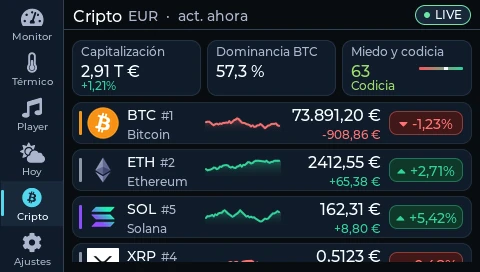 Monitor
Térmico
Player
Hoy
Cripto
Ajustes
Cripto EUR · act. ahora
LIVE
Capitalización
2,91 T €
+1,21%
Dominancia BTC
57,3 %
Miedo y codicia
63
Codicia
BTC #1
Bitcoin
73.891,20 €
-908,86 €
-1,23%
ETH #2
Ethereum
2412,55 €
+65,38 €
+2,71%
SOL #5
Solana
162,31 €
+8,80 €
+5,42%
XRP #4
0,5123 €